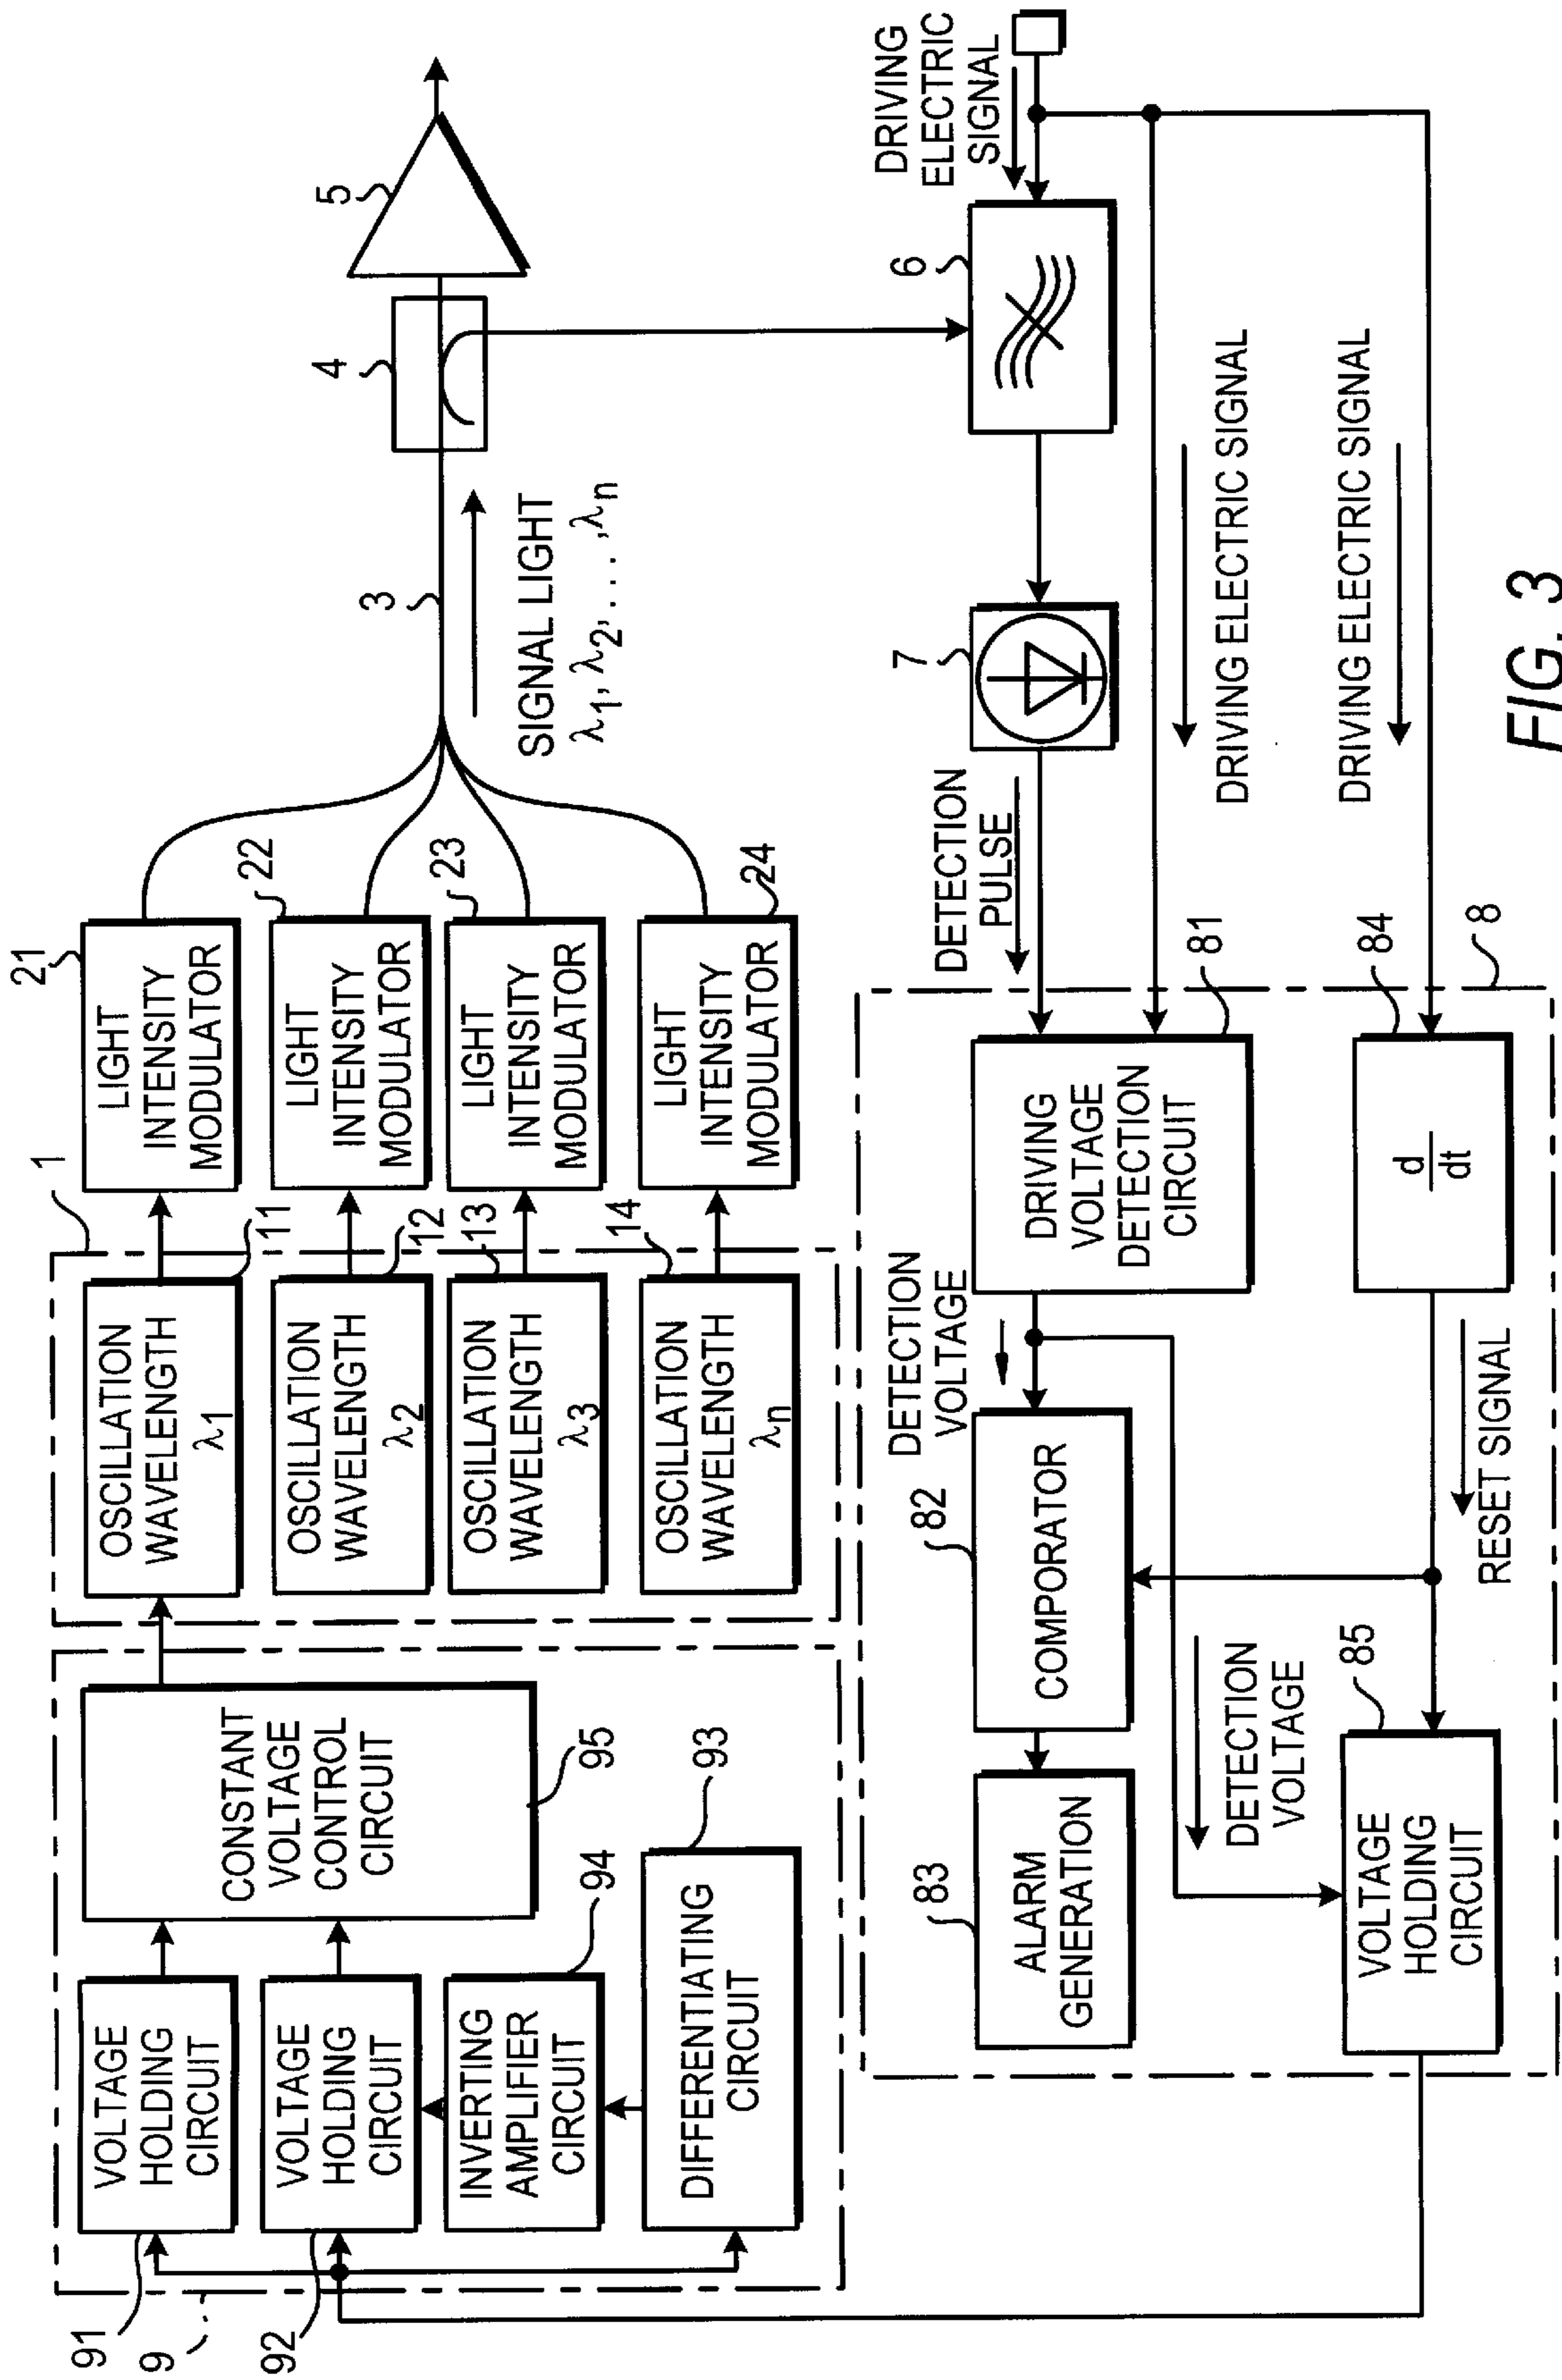 91
VOLTAGE
HOLDING
CIRCUIT
9
92
VOLTAGE
HOLDING
CIRCUIT
INVERTING
AMPLIFIER
CIRCUIT
94
DIFFERENTIATING
CIRCUIT
93
CONSTANT
VOLTAGE
CONTROL
CIRCUIT
95
1
OSCILLATION
WAVELENGTH
λ1
11
OSCILLATION
WAVELENGTH
λ2
12
OSCILLATION
WAVELENGTH
λ3
13
OSCILLATION
WAVELENGTH
λn
14
21
LIGHT
INTENSITY
MODULATOR
22
LIGHT
INTENSITY
MODULATOR
23
LIGHT
INTENSITY
MODULATOR
24
LIGHT
INTENSITY
MODULATOR
3
SIGNAL LIGHT
λ1, λ2, . . . . ,λn
4
5
DRIVING
ELECTRIC
SIGNAL
6
7
DETECTION
PULSE
DRIVING ELECTRIC SIGNAL
DRIVING ELECTRIC SIGNAL
8
81
DRIVING
VOLTAGE
DETECTION
CIRCUIT
84
d
dt
DETECTION
VOLTAGE
82
COMPORATOR
RESET SIGNAL
83
ALARM
GENERATION
DETECTION
VOLTAGE
85
VOLTAGE
HOLDING
CIRCUIT
FIG. 3